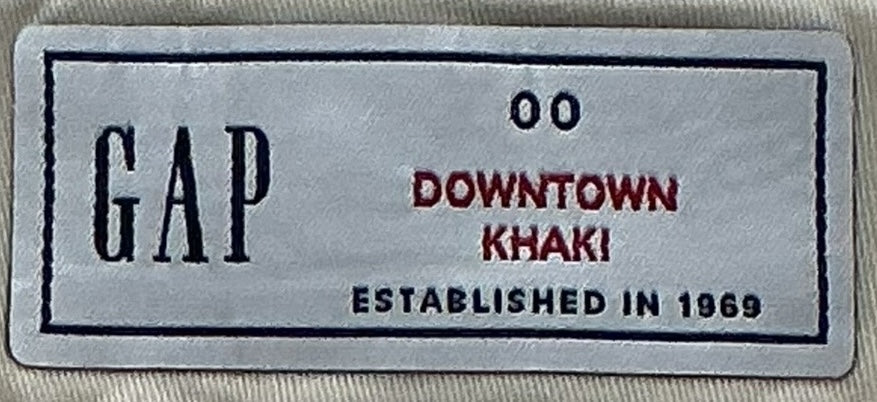 GAP
00
DOWNTOWN
KHAKI
ESTABLISHED IN 1969